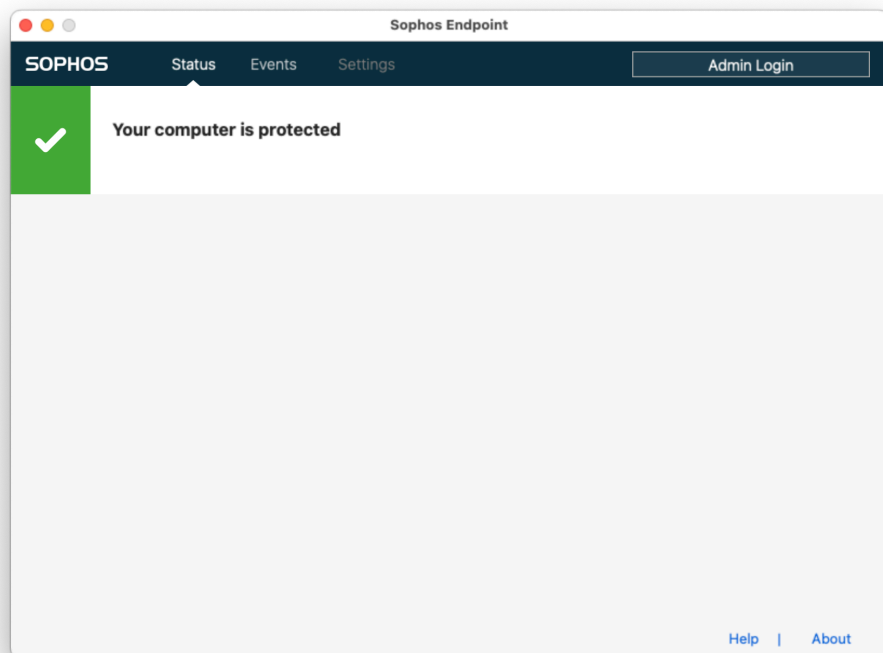 Sophos Endpoint
SOPHOS Status Events Settings Admin Login
Your computer is protected
Help | About